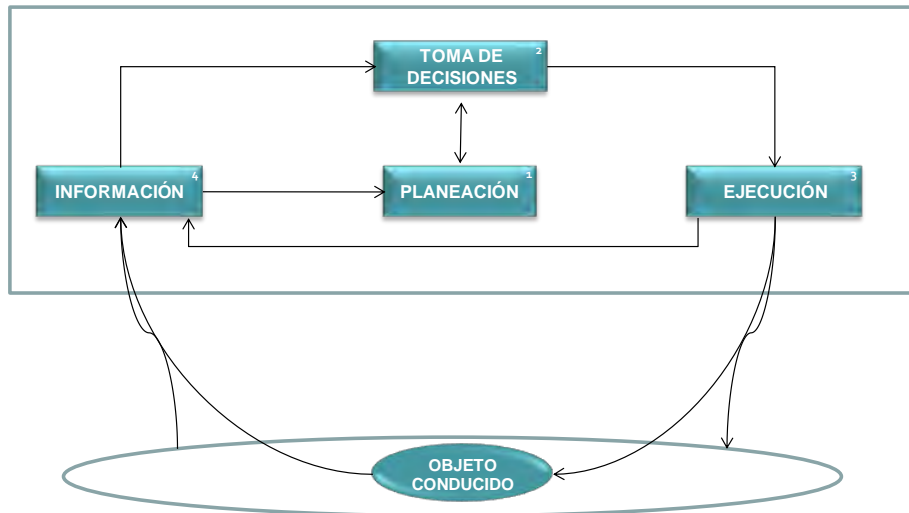 TOMA DE 2
DECISIONES
INFORMACIÓN 4
PLANEACIÓN 1
EJECUCIÓN 3
OBJETO
CONDUCIDO